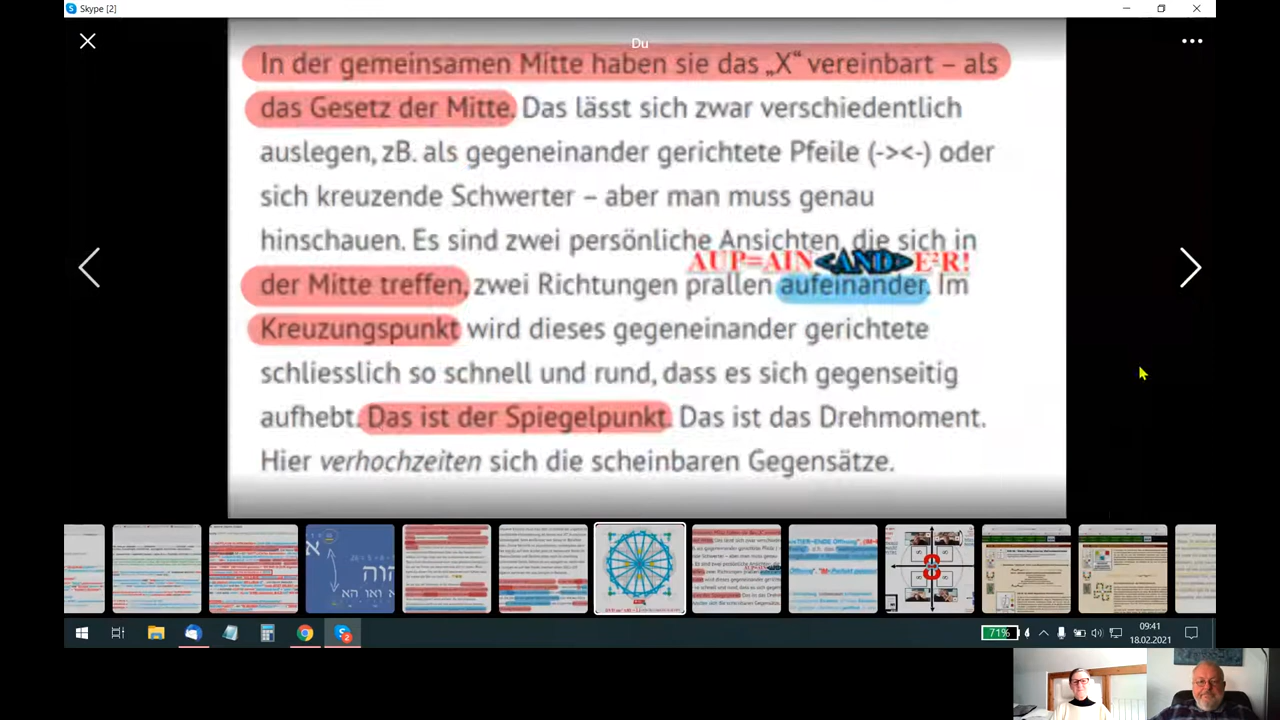 Skype [2]
Du
In der gemeinsamen Mitte haben sie das „X“ vereinbart – als
das Gesetz der Mitte. Das lässt sich zwar verschiedentlich
auslegen, zB. als gegeneinander gerichtete Pfeile (-><-) oder
sich kreuzende Schwerter – aber man muss genau
hinschauen. Es sind zwei persönliche Ansichten, die sich in
AUP=AIN<AND>E²R!
der Mitte treffen, zwei Richtungen prallen aufeinander. Im
Kreuzungspunkt wird dieses gegeneinander gerichtete
schliesslich so schnell und rund, dass es sich gegenseitig
aufhebt. Das ist der Spiegelpunkt. Das ist das Drehmoment.
Hier verhochzeiten sich die scheinbaren Gegensätze.
71%
09:41
18.02.2021